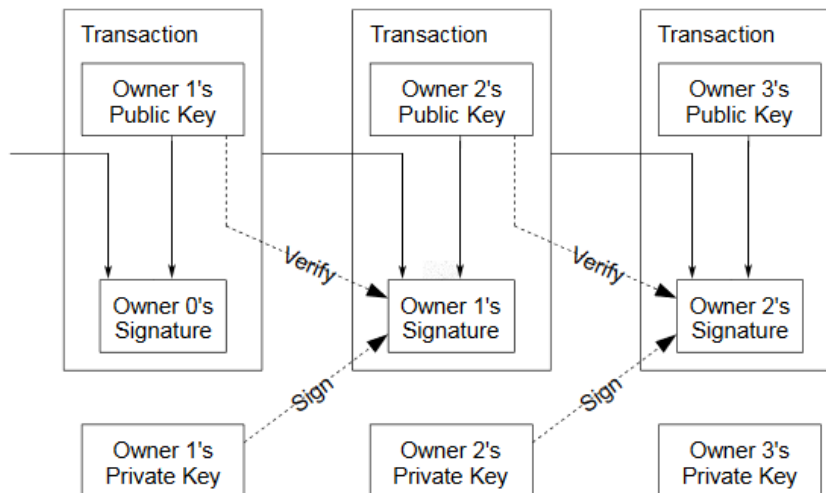 Transaction
Transaction
Transaction
Owner 1's
Public Key
Owner 2's
Public Key
Owner 3's
Public Key
Verify
Verify
Owner 0's
Signature
Owner 1's
Signature
Owner 2's
Signature
Sign
Sign
Owner 1's
Private Key
Owner 2's
Private Key
Owner 3's
Private Key